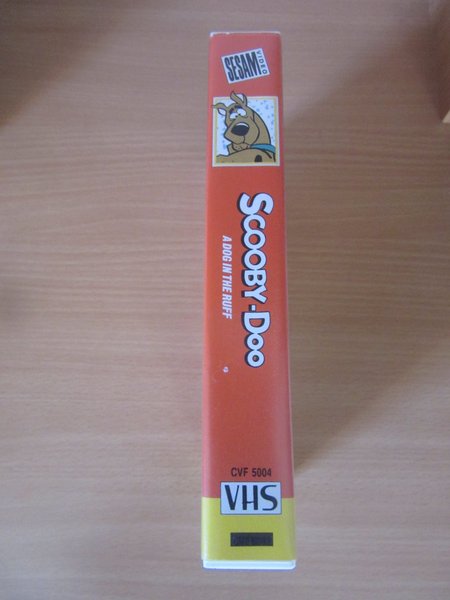 SESAM
VIDEO
SCOOBY-DOO
A DOG IN THE RUFF
CVF 5004
VHS